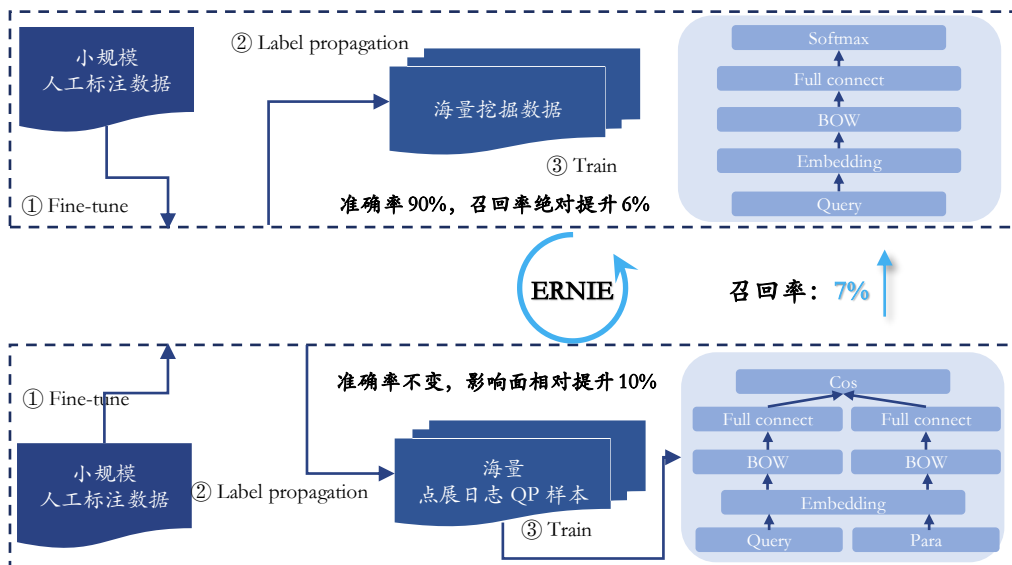 小规模
人工标注数据
② Label propagation
海量挖掘数据
③ Train
① Fine-tune
准确率 90%，召回率绝对提升 6%
Softmax
Full connect
BOW
Embedding
Query
ERNIE
召回率：7%
① Fine-tune
小规模
人工标注数据
② Label propagation
准确率不变，影响面相对提升 10%
海量
点展日志 QP 样本
③ Train
Cos
Full connect Full connect
BOW BOW
Embedding
Query Para